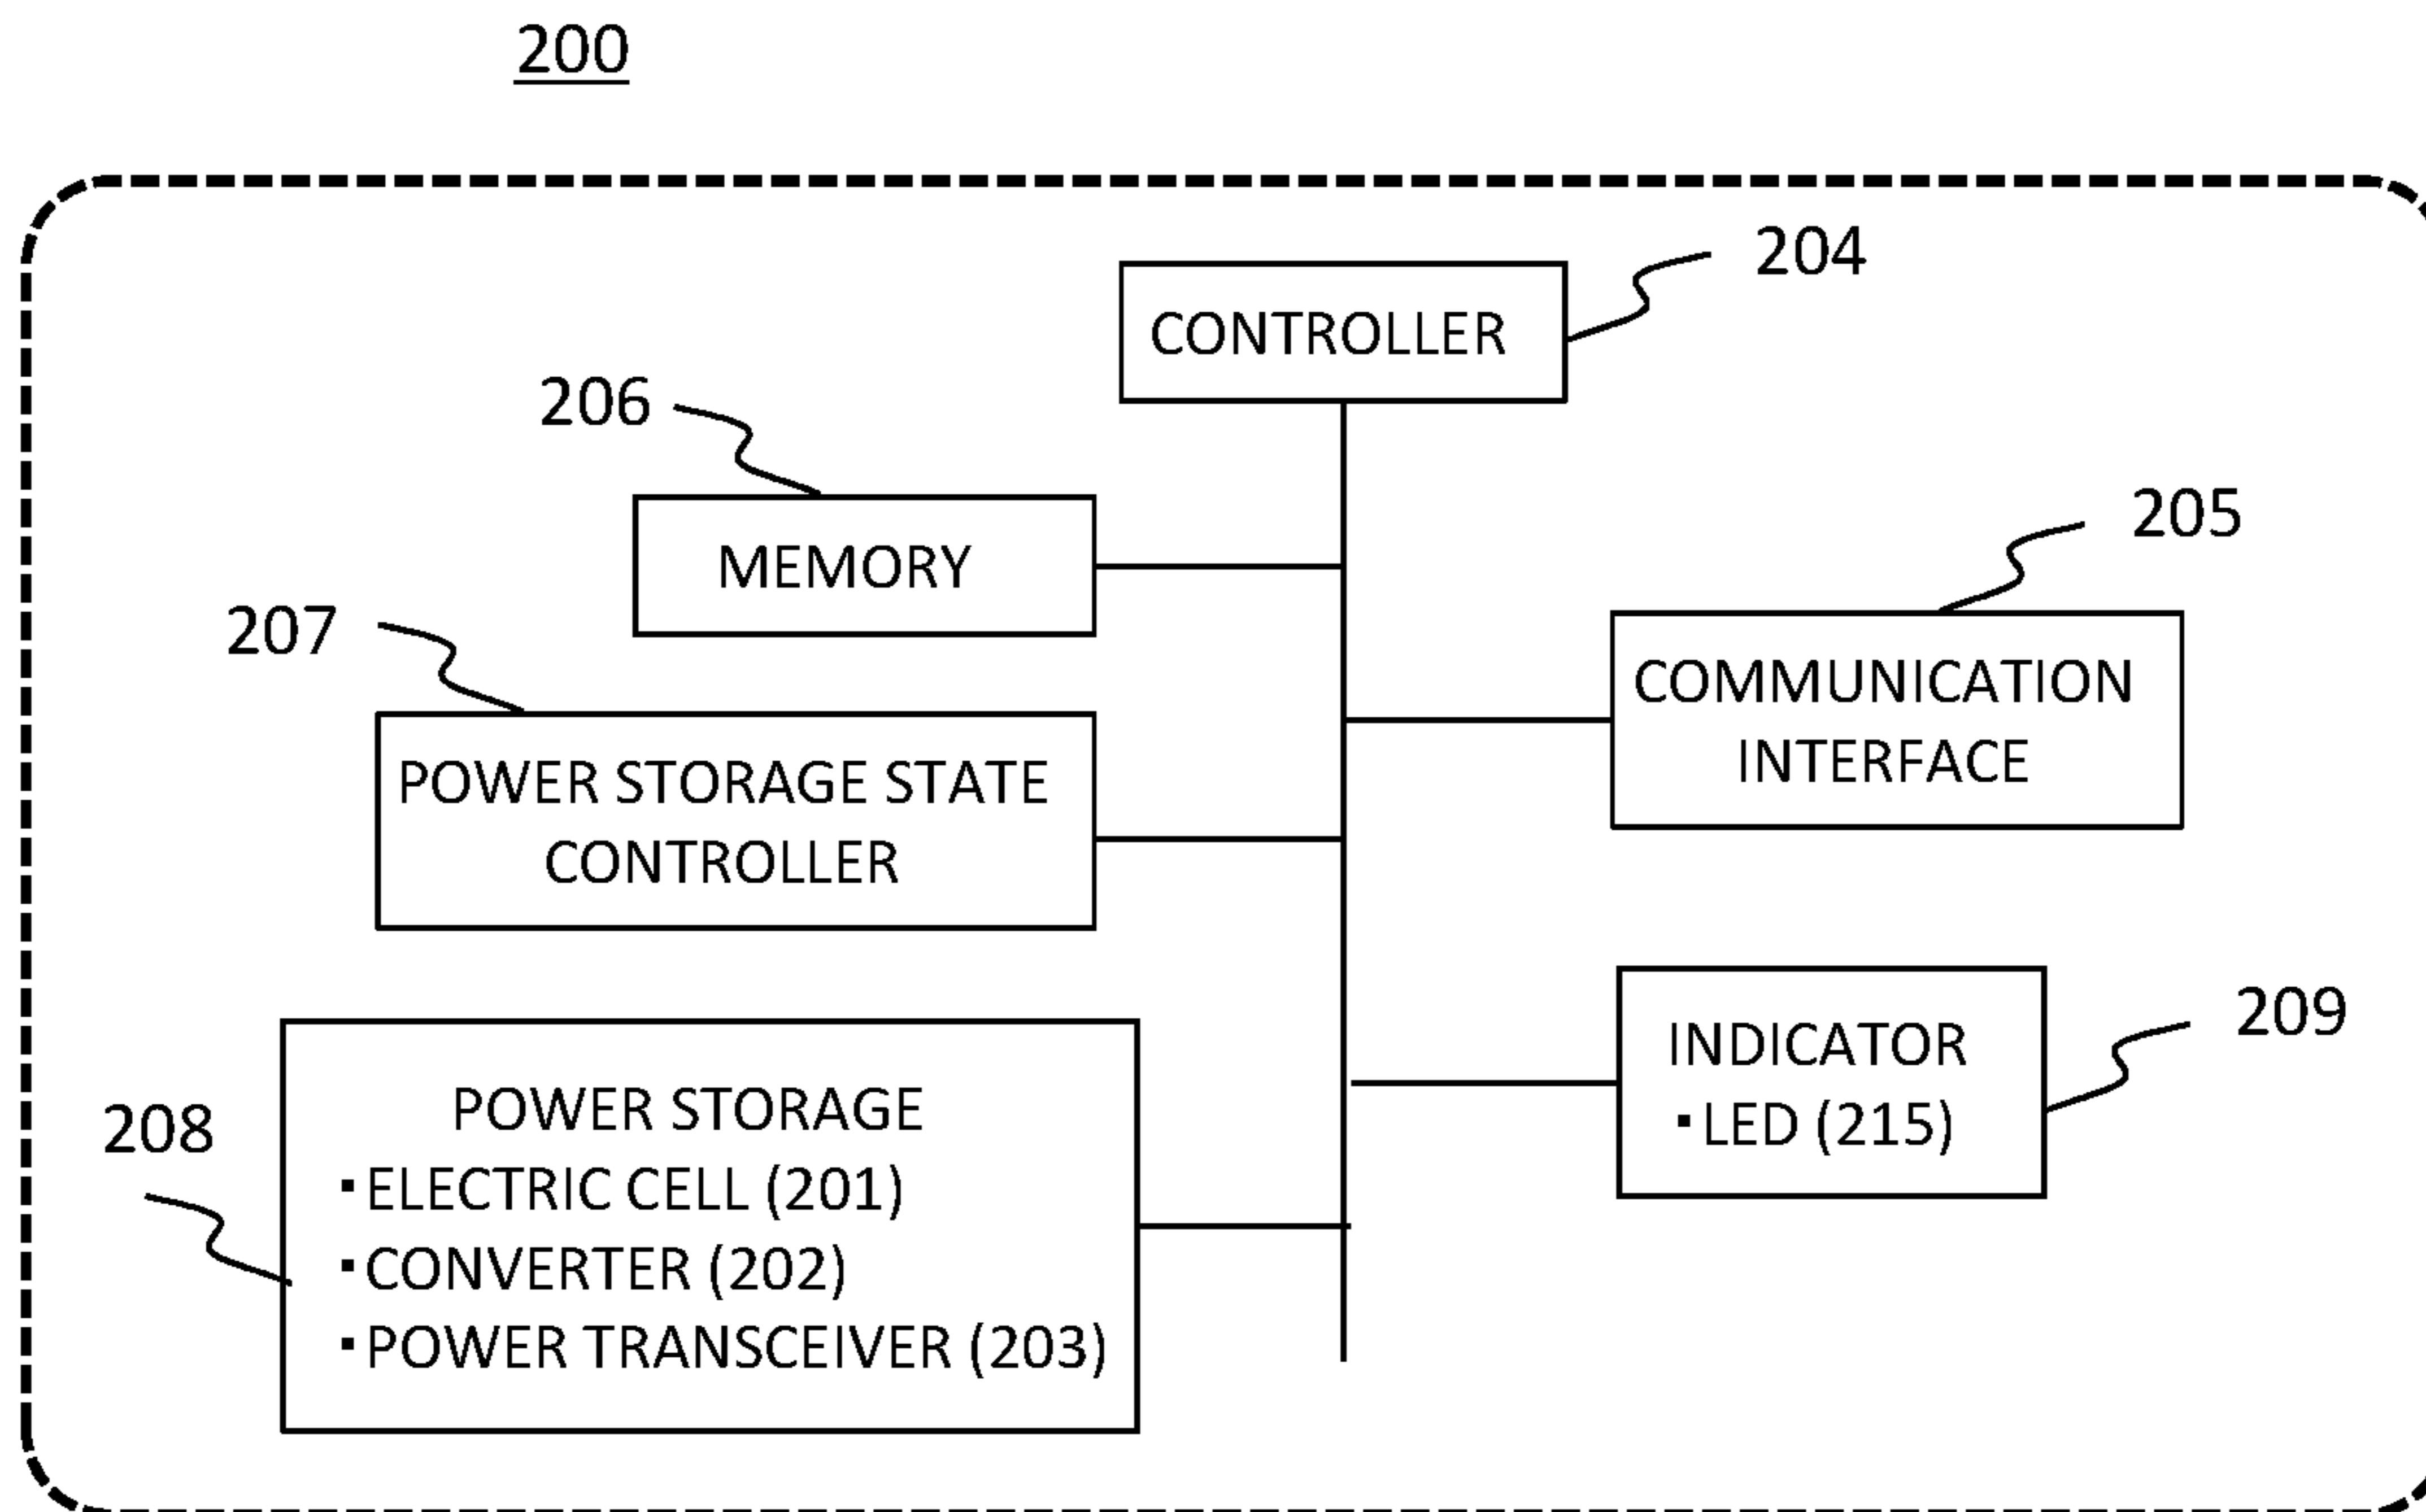 200
204
CONTROLLER
206
MEMORY
205
COMMUNICATION
INTERFACE
207
POWER STORAGE STATE
CONTROLLER
209
INDICATOR
▪LED (215)
208
POWER STORAGE
▪ELECTRIC CELL (201)
▪CONVERTER (202)
▪POWER TRANSCEIVER (203)